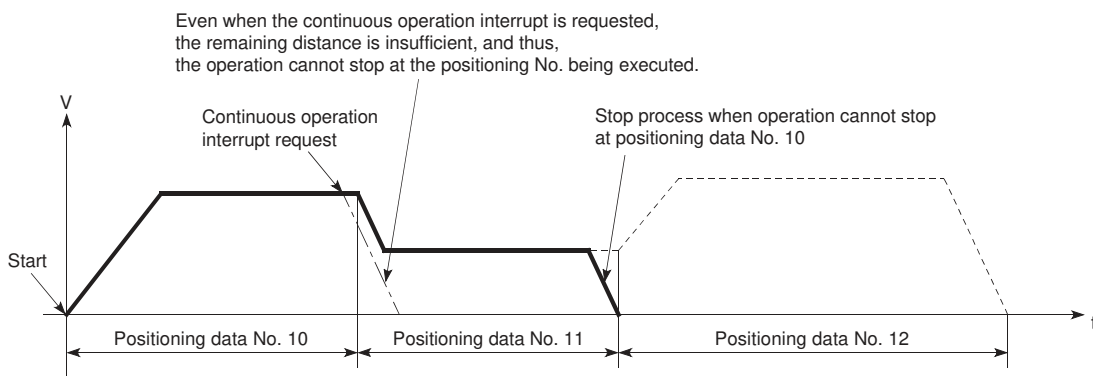 Even when the continuous operation interrupt is requested,
the remaining distance is insufficient, and thus,
the operation cannot stop at the positioning No. being executed.
V
Continuous operation
interrupt request
Stop process when operation cannot stop
at positioning data No. 10
Start
t
Positioning data No. 10
Positioning data No. 11
Positioning data No. 12